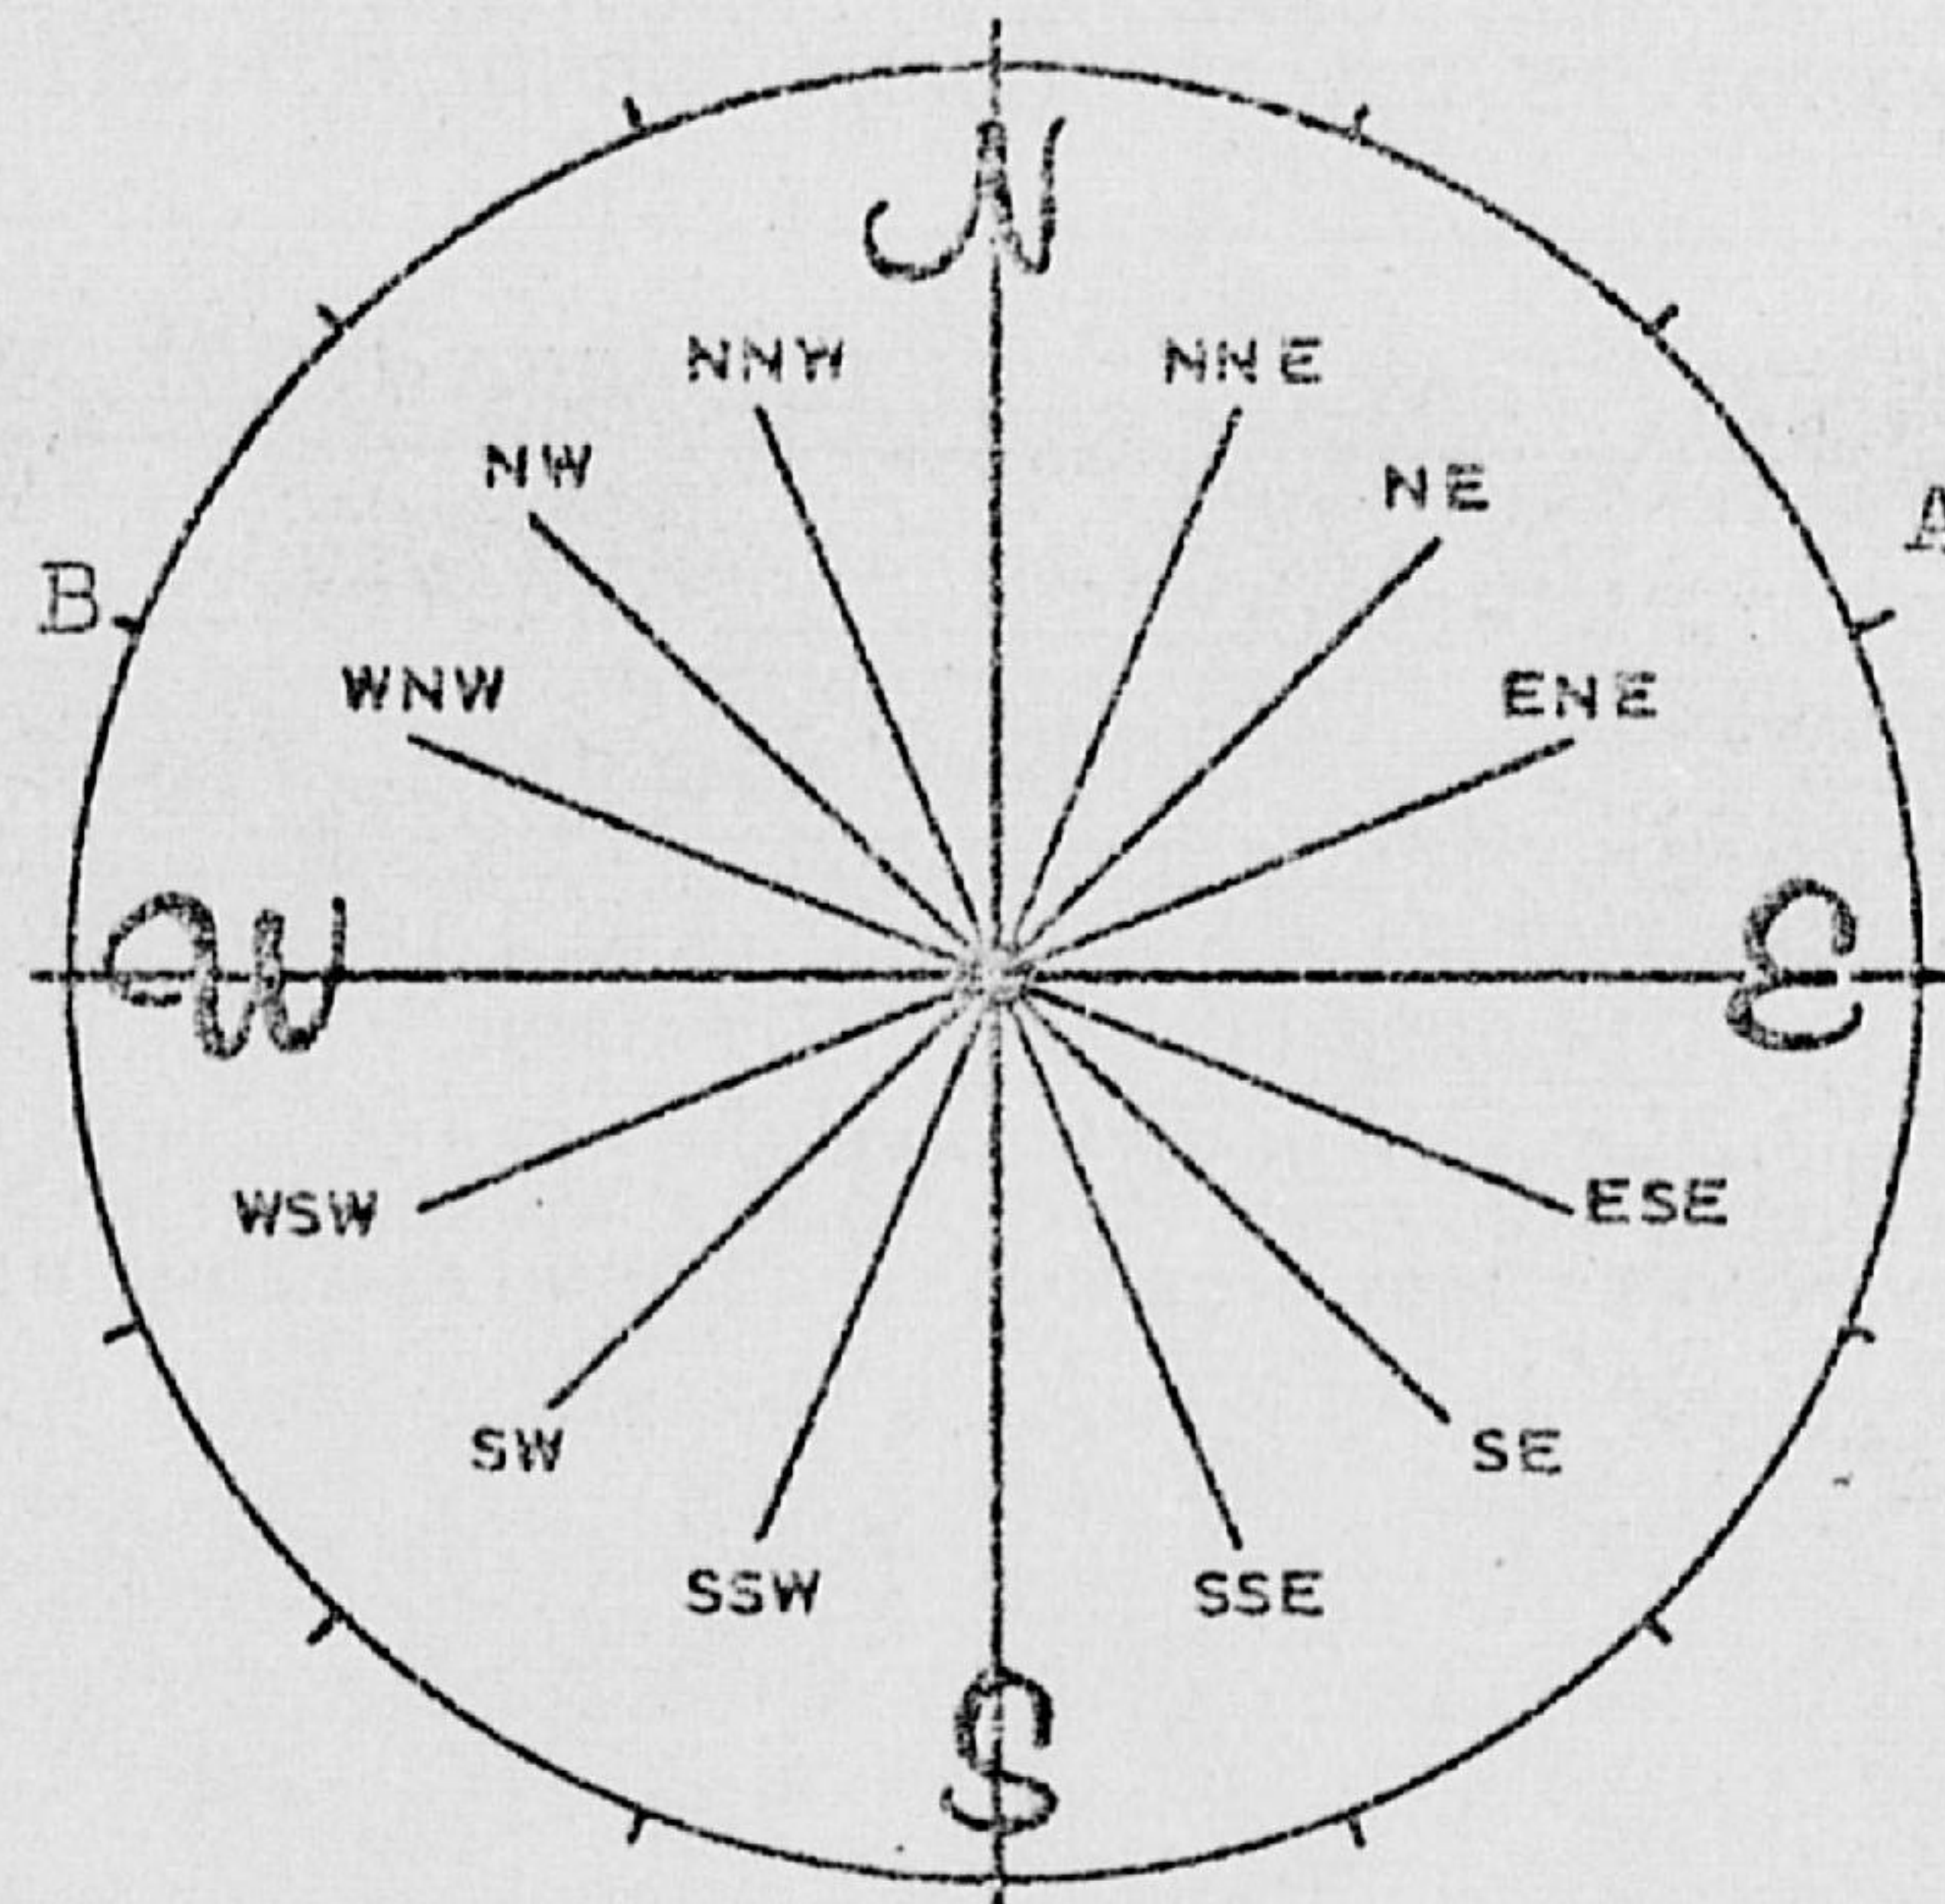 N
NNW NNE
NW NE
A
B
WNW ENE
W E
WSW ESE
SW SE
SSW SSE
S